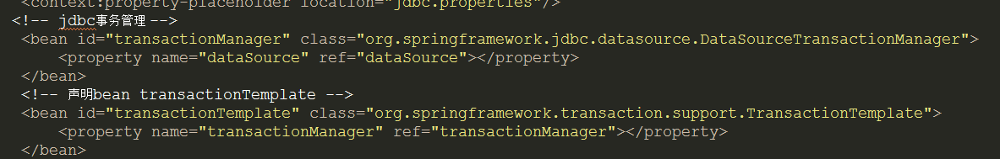 <context:property-placeholder location="jdbc.properties"/>
<!-- jdbc事务管理 -->
<bean id="transactionManager" class="org.springframework.jdbc.datasource.DataSourceTransactionManager">
<property name="dataSource" ref="dataSource"></property>
</bean>
<!-- 声明bean transactionTemplate -->
<bean id="transactionTemplate" class="org.springframework.transaction.support.TransactionTemplate">
<property name="transactionManager" ref="transactionManager"></property>
</bean>